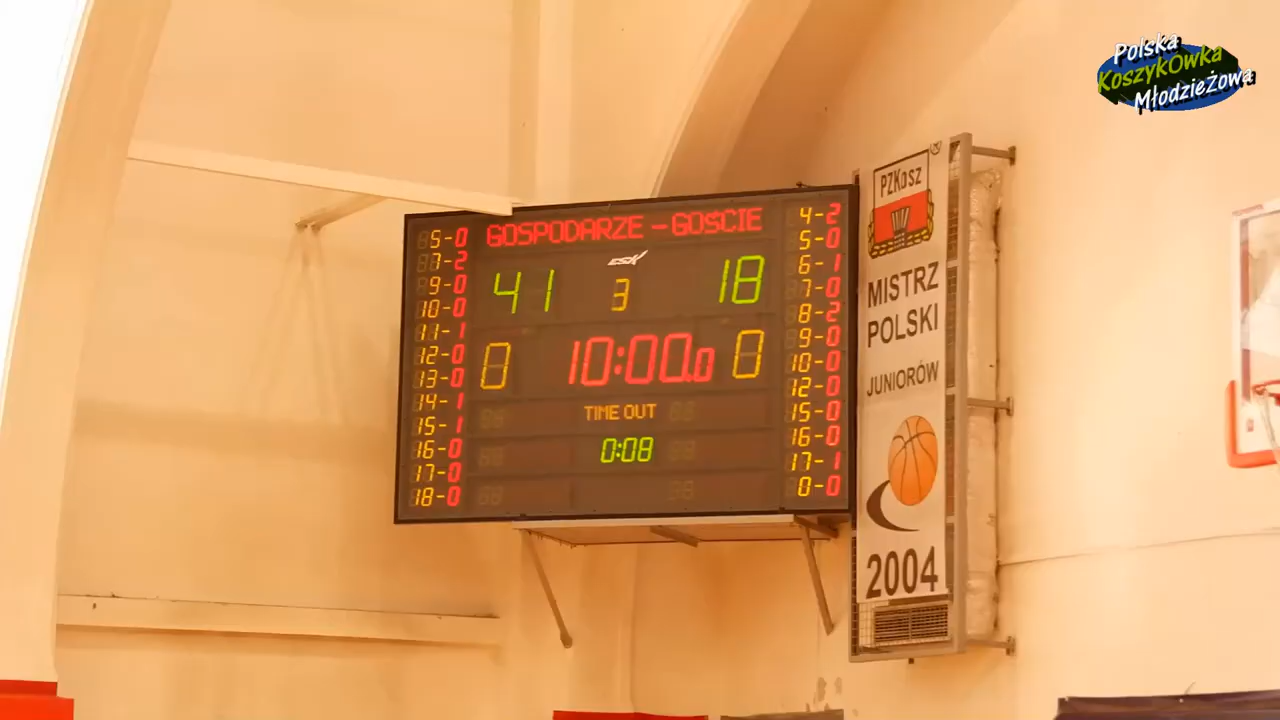 Polska
KoszykÓwka
MłodzieŻowa
PZKosz
MISTRZ
POLSKI
JUNIORÓW
2004
GOSPODARZE - GOŚCIE
41 3 18
0 10:00.0 0
TIME OUT
0:08
5-0
7-2
9-0
10-0
11-1
12-0
13-0
14-1
15-1
16-0
17-0
18-0
4-2
5-0
6-1
7-0
8-2
9-0
10-0
12-0
15-0
16-0
17-1
0-0